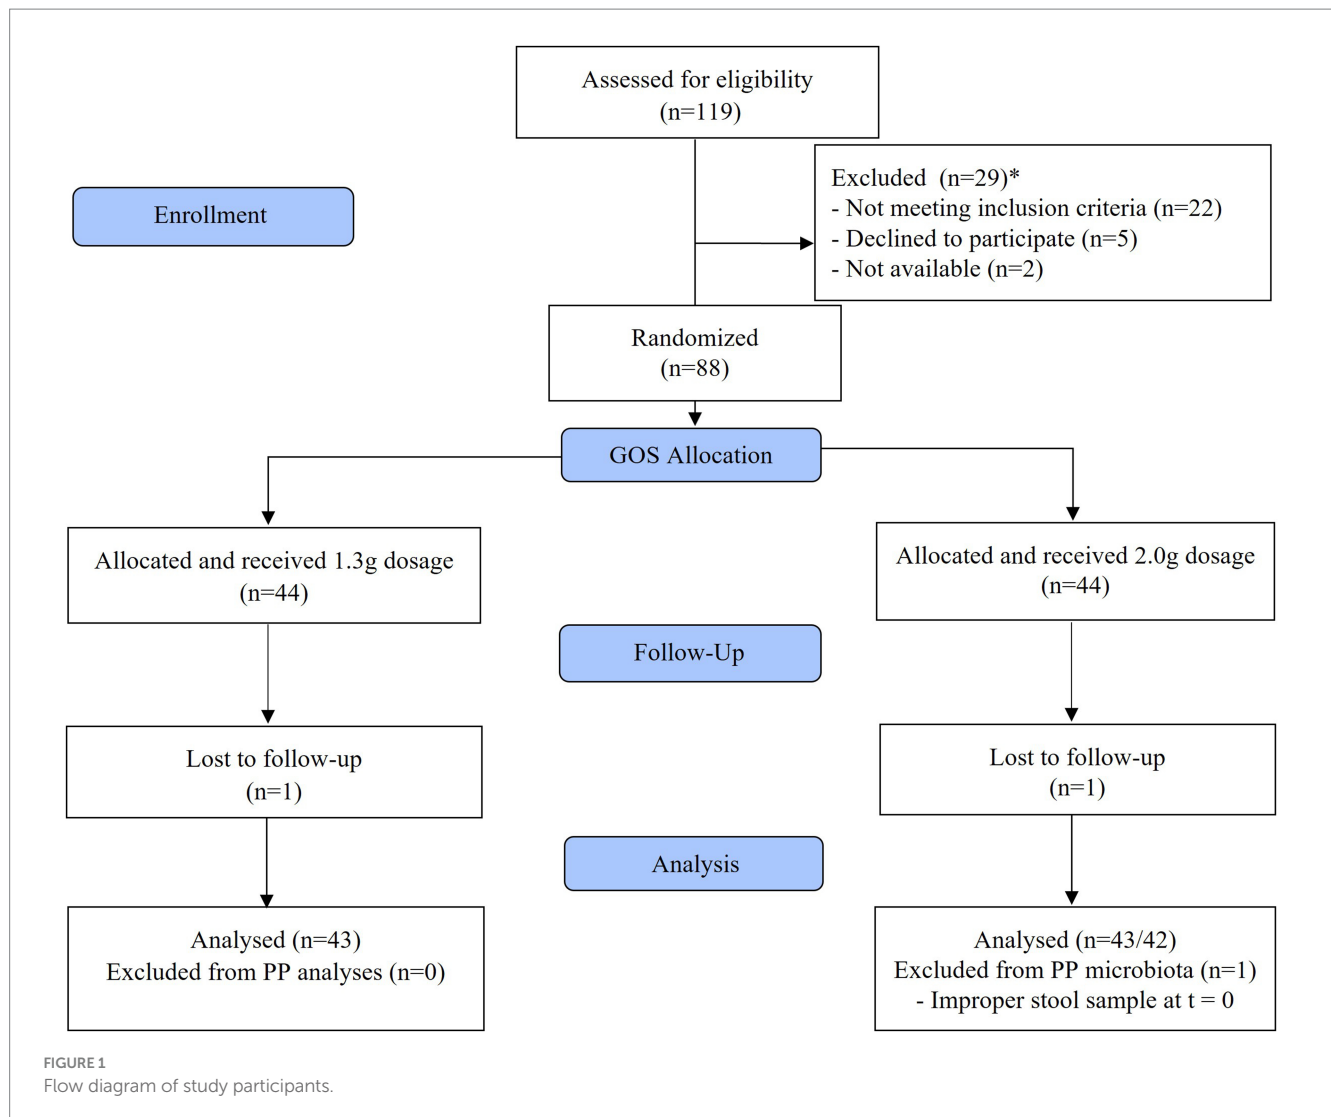 Assessed for eligibility
(n=119)
Excluded  (n=29)*
- Not meeting inclusion criteria (n=22)
- Declined to participate (n=5)
- Not available (n=2)
Enrollment
Randomized
(n=88)
GOS Allocation
Allocated and received 1.3g dosage
(n=44)
Allocated and received 2.0g dosage
(n=44)
Follow-Up
Lost to follow-up
(n=1)
Lost to follow-up
(n=1)
Analysis
Analysed (n=43)
Excluded from PP analyses (n=0)
Analysed (n=43/42)
Excluded from PP microbiota (n=1)
- Improper stool sample at t = 0
FIGURE 1
Flow diagram of study participants.